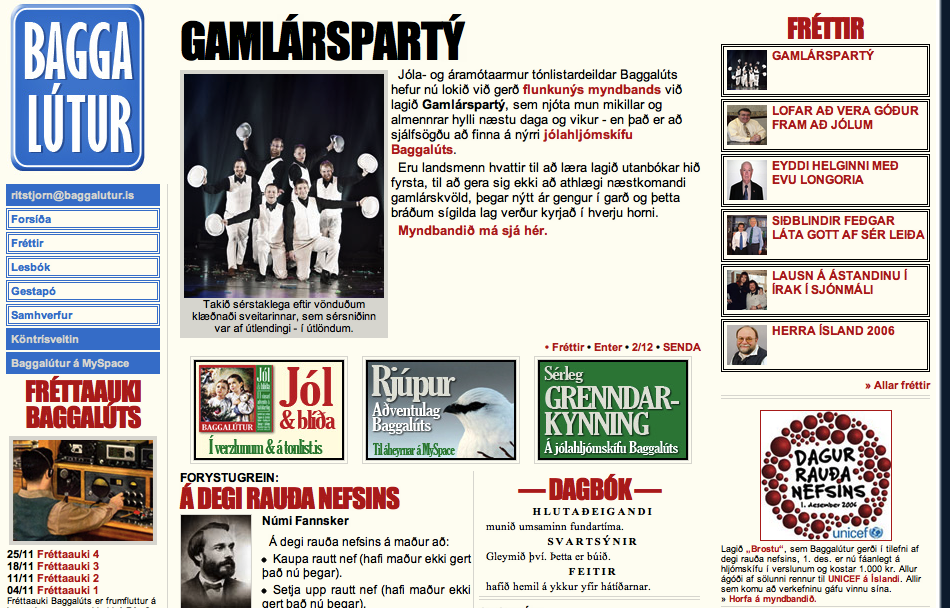 BAGGA
LÚTUR
ritstjorn@baggalutur.is
Forsíða
Fréttir
Lesbók
Gestapó
Samhverfur
Köntrísveitin
Baggalútur á MySpace
FRÉTTAAUKI
BAGGALÚTS
25/11 Fréttaauki 4
18/11 Fréttaauki 3
11/11 Fréttaauki 2
04/11 Fréttaauki 1
Fréttauki Baggalúts er frumfluttur á
GAMLÁRSPARTÝ
Jóla- og áramótaarmur tónlistardeildar Baggalúts
hefur nú lokið við gerð flunkunýs myndbands við
lagið Gamlárspartý, sem njóta mun mikillar og
almennrar hylli næstu daga og vikur - en það er að
sjálfsögðu að finna á nýrri jólahljómskífu
Baggalúts.
Eru landsmenn hvattir til að læra lagið utanbókar hið
fyrsta, til að gera sig ekki að athlægi næstkomandi
gamlárskvöld, þegar nýtt ár gengur í garð og þetta
bráðum sígilda lag verður kyrjað í hverju horni.
Myndbandið má sjá hér.
Takið sérstaklega eftir vönduðum
klæðnaði sveitarinnar, sem sérsniðinn
var af útlendingi - í útlöndum.
• Fréttir • Enter • 2/12 • SENDA
Jól
& blíða
BAGGALÚTUR
Jól
& blíða
Í verzlunum & á tonlist.is
Rjúpur
Aðventulag
Baggalúts
Til áheyrnar á MySpace
Sérleg
GRENNDAR-
KYNNING
Á jólahljómskífu Baggalúts
FORYSTUGREIN:
Á DEGI RAUÐA NEFSINS
Númi Fannsker
Á degi rauða nefsins á maður að:
• Kaupa rautt nef (hafi maður ekki gert
það nú þegar).
• Setja upp rautt nef (hafi maður ekki
gert það nú þegar).
— DAGBÓK —
HLUTAÐEIGANDI
munið umsaminn fundartíma.
SVARTSÝNIR
Gleymið því. Þetta er búið.
FEITIR
hafið hemil á ykkur yfir hátíðarnar.
FRÉTTIR
GAMLÁRSPARTÝ
LOFAR AÐ VERA GÓÐUR
FRAM AÐ JÓLUM
EYDDI HELGINNI MEÐ
EVU LONGORIA
SIÐBLINDIR FEÐGAR
LÁTA GOTT AF SÉR LEIÐA
LAUSN Á ÁSTANDINU Í
ÍRAK Í SJÓNMÁLI
HERRA ÍSLAND 2006
» Allar fréttir
DAGUR
RAUÐA
NEFSINS
1. desember 2006
unicef
Lagið „Brostu“, sem Baggalútur gerði í tilefni af
degi rauða nefsins, 1. des. er nú fáanlegt á
hljómskífu í verslunum og kostar 1.000 kr. Allur
ágóði af sölunni rennur til UNICEF á Íslandi. Allir
sem komu að verkefninu gáfu vinnu sína.
» Horfa á myndbandið.